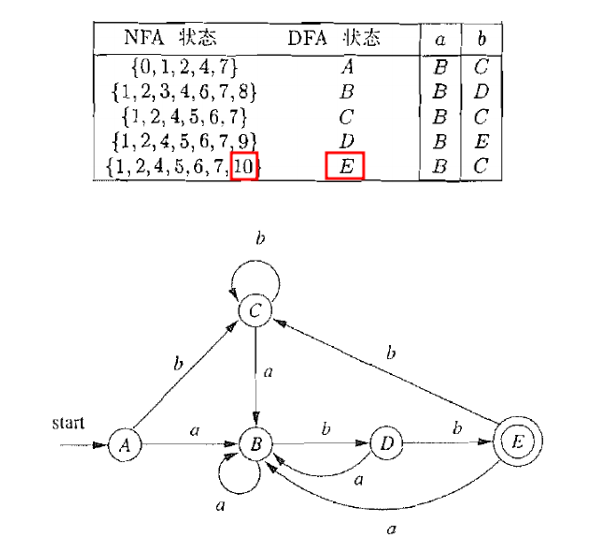 NFA 状态 DFA 状态 a b
{0,1,2,4,7} A B C
{1,2,3,4,6,7,8} B B D
{1,2,4,5,6,7} C B C
{1,2,4,5,6,7,9} D B E
{1,2,4,5,6,7,10} E B C
b
C
b
b
a
start
A
a
B
b
D
b
E
a
a
a